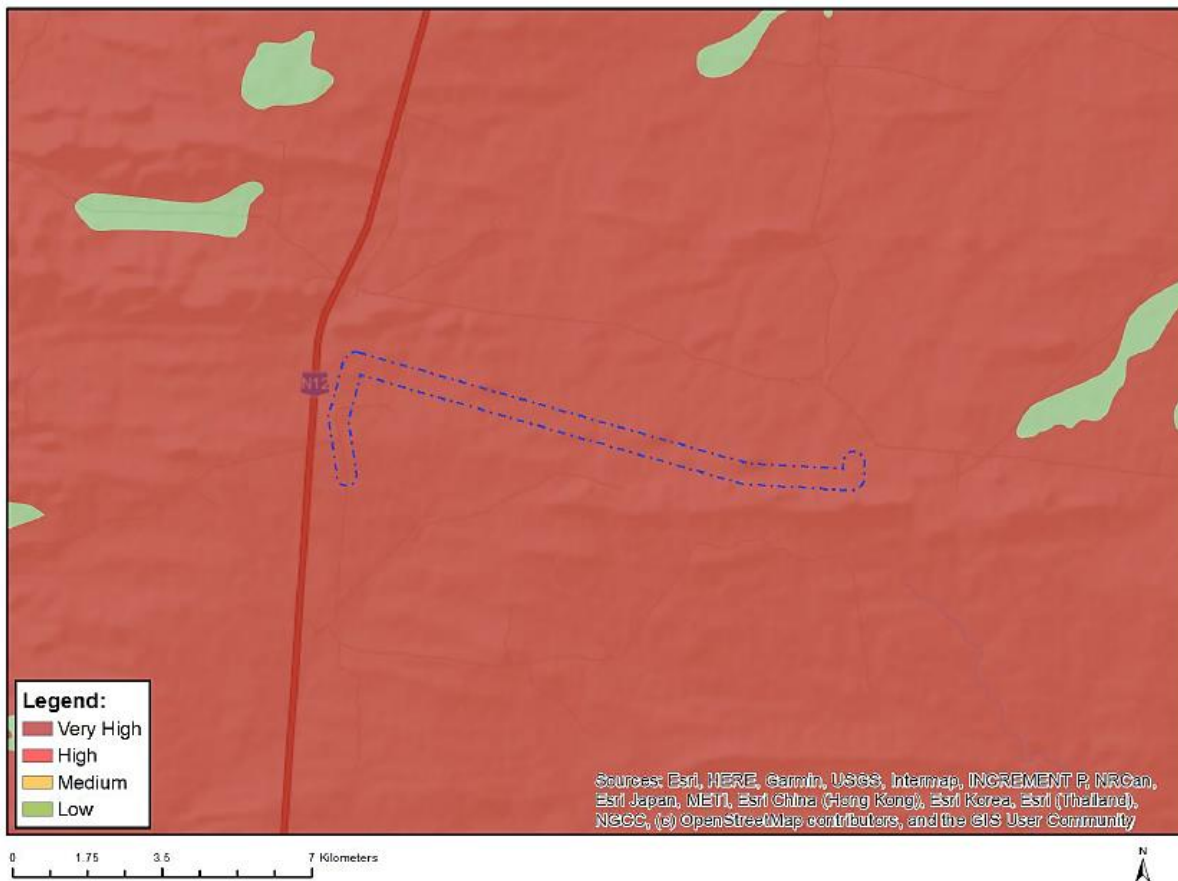 N12
Legend:
Very High
High
Medium
Low
Sources: Esri, HERE, Garmin, USGS, Intermap, INCREMENT P, NRCan,
Esri Japan, METI, Esri China (Hong Kong), Esri Korea, Esri (Thailand),
NGCC, (c) OpenStreetMap contributors, and the GIS User Community
0 1.75 3.5 7 Kilometers
N